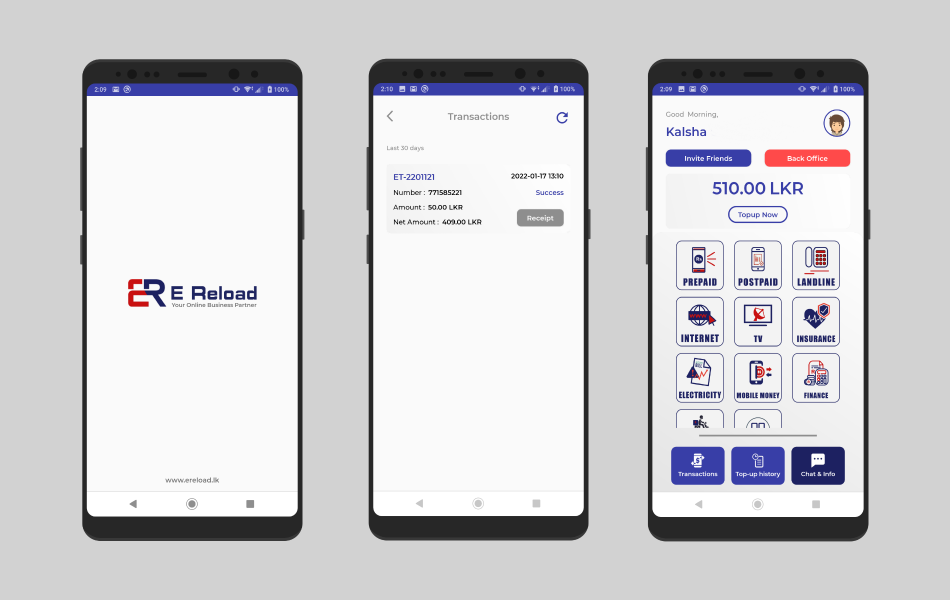 2:09
100%
ER E Reload
Your Online Business Partner
www.ereload.lk
2:10
100%
Transactions
Last 30 days
ET-2201121
2022-01-17 13:10
Number : 771585221
Success
Amount : 50.00 LKR
Net Amount : 409.00 LKR
Receipt
2:09
100%
Good Morning,
Kalsha
Invite Friends
Back Office
510.00 LKR
Topup Now
PREPAID
POSTPAID
LANDLINE
WWW
INTERNET
TV
INSURANCE
ELECTRICITY
MOBILE MONEY
FINANCE
Transactions
Top-up history
Chat & Info